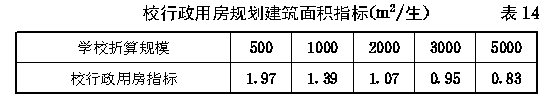 校行政用房规划建筑面积指标(m²/生) 表14
学校折算规模 500 1000 2000 3000 5000
校行政用房指标 1.97 1.39 1.07 0.95 0.83